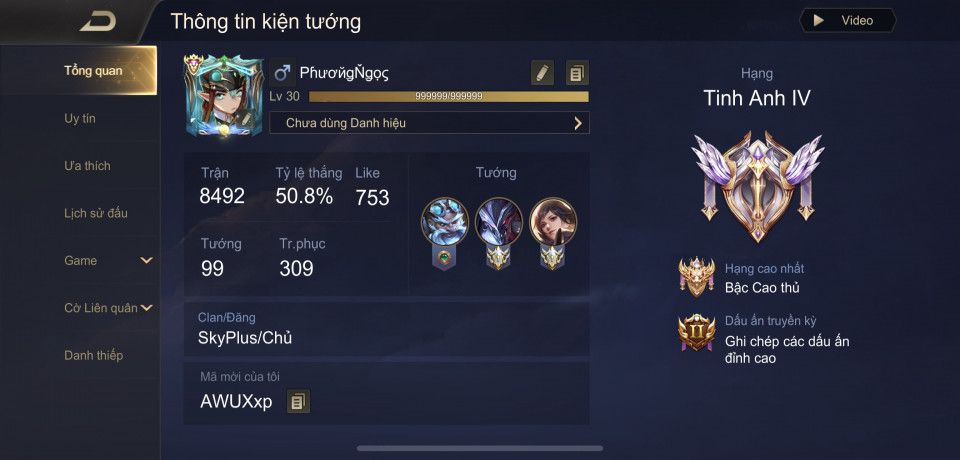 Thông tin kiện tướng
Video
Tổng quan
Uy tín
Ưa thích
Lịch sử đấu
Game
Cờ Liên quân
Danh thiếp
PhươиgŇgọς
Lv 30
999999/999999
Chưa dùng Danh hiệu
Trận
Tỷ lệ thắng
Like
8492
50.8%
753
Tướng
Tr.phục
99
309
Tướng
Clan/Đăng
SkyPlus/Chủ
Mã mời của tôi
AWUXxp
Hạng
Tinh Anh IV
Hạng cao nhất
Bậc Cao thủ
II
Dấu ấn truyền kỳ
Ghi chép các dấu ấn
đỉnh cao